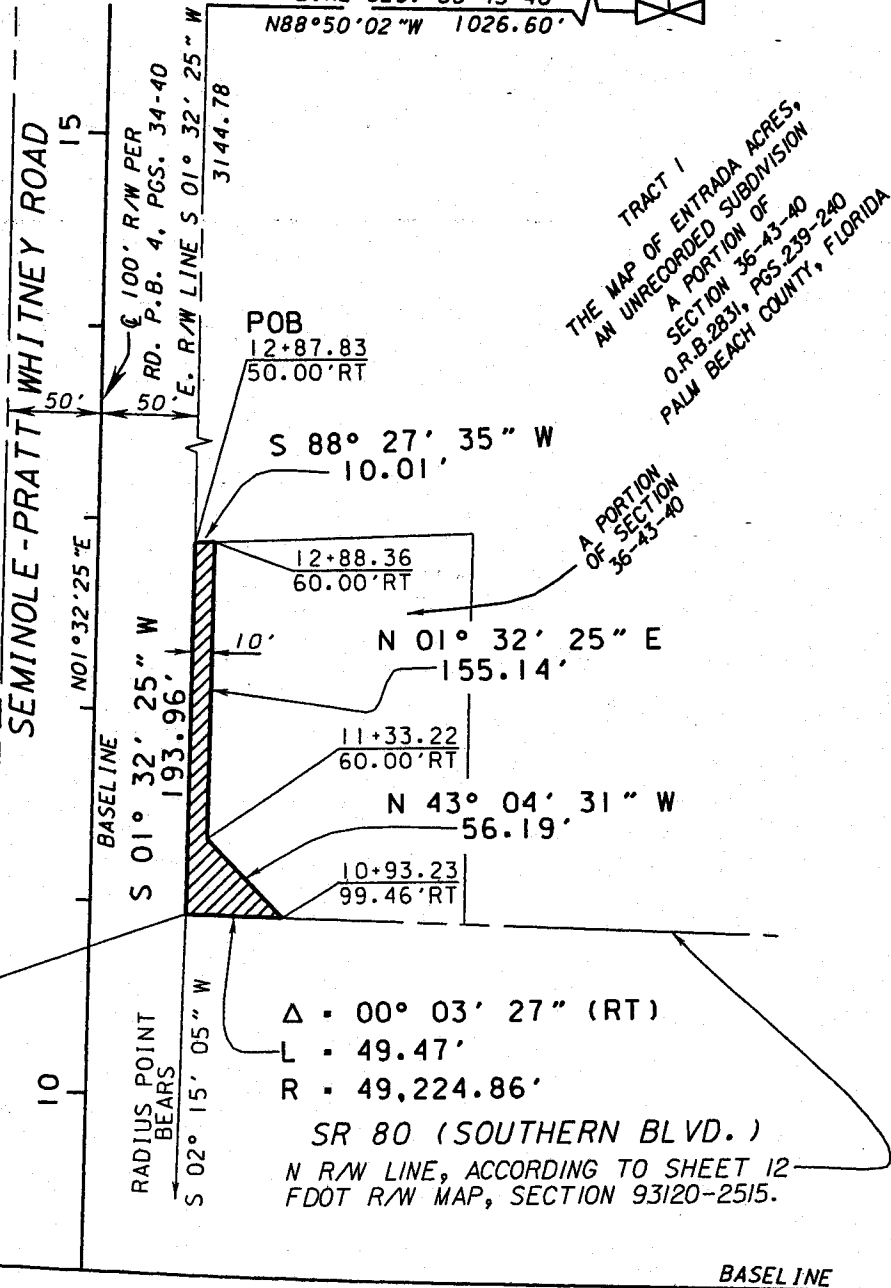 N88°50'02"W 1026.60'
SEMINOLE-PRATT WHITNEY ROAD
15
℄ 100' R/W PER
RD. P.B. 4, PGS. 34-40
E. R/W LINE S 01° 32' 25" W
3144.78
TRACT 1
THE MAP OF ENTRADA ACRES,
AN UNRECORDED SUBDIVISION
A PORTION OF
SECTION 36-43-40
O.R.B.2831, PGS.239-240
PALM BEACH COUNTY, FLORIDA
POB
12+87.83
50.00'RT
50'
50'
S 88° 27' 35" W
10.01'
A PORTION
OF SECTION
36-43-40
12+88.36
60.00'RT
N01°32'25"E
10'
N 01° 32' 25" E
155.14'
S 01° 32' 25" W
193.96'
BASELINE
11+33.22
60.00'RT
N 43° 04' 31" W
56.19'
10+93.23
99.46'RT
10
RADIUS POINT
BEARS
S 02° 15' 05" W
Δ = 00° 03' 27" (RT)
L = 49.47'
R = 49,224.86'
SR 80 (SOUTHERN BLVD.)
N R/W LINE, ACCORDING TO SHEET 12
FDOT R/W MAP, SECTION 93120-2515.
BASELINE